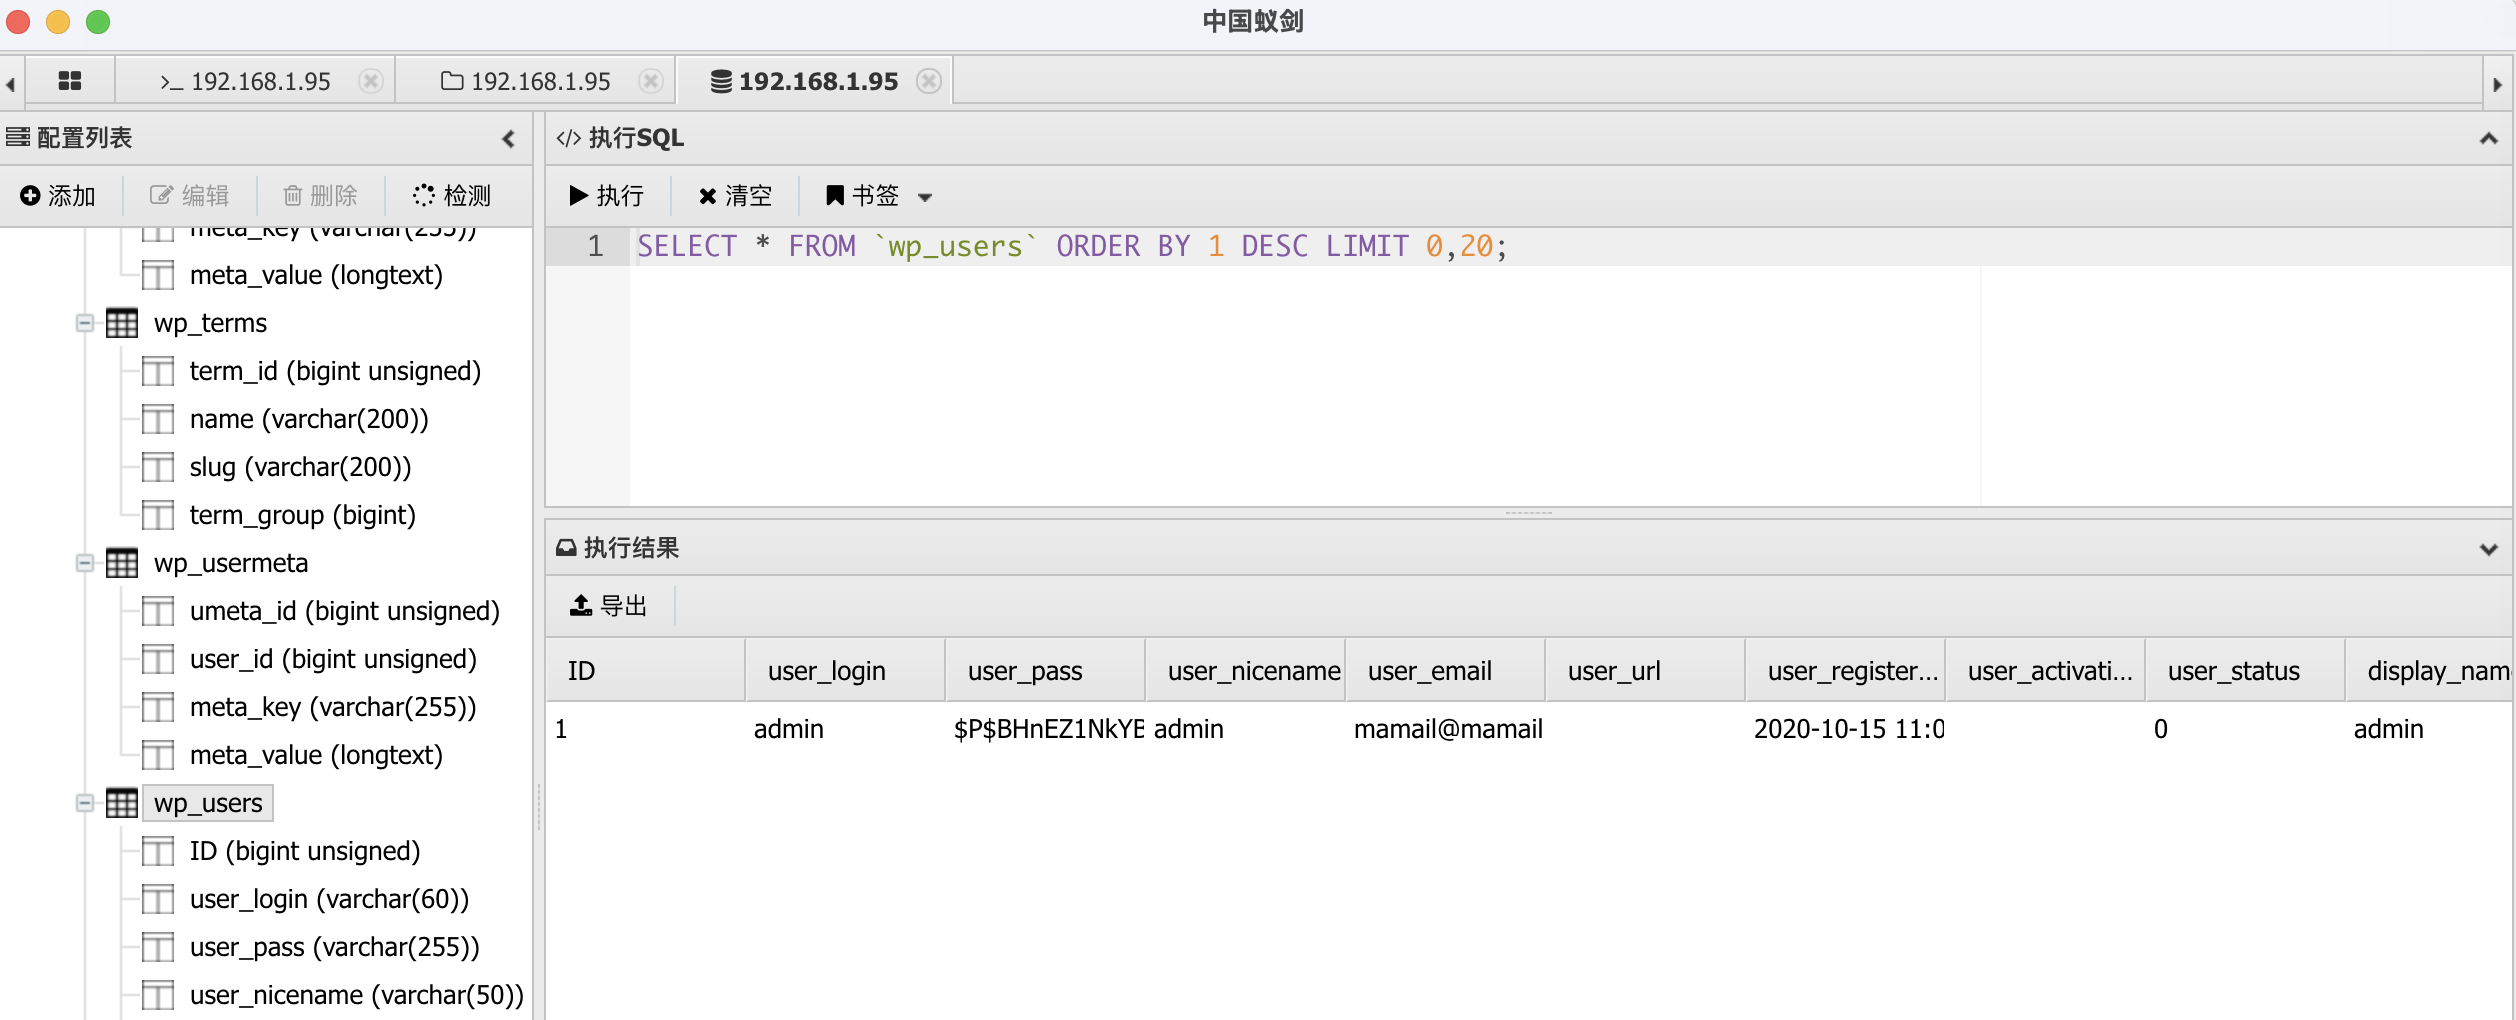 中国蚁剑
>_ 192.168.1.95
192.168.1.95
192.168.1.95
配置列表
添加 编辑 删除 检测
meta_key (varchar(255))
meta_value (longtext)
wp_terms
term_id (bigint unsigned)
name (varchar(200))
slug (varchar(200))
term_group (bigint)
wp_usermeta
umeta_id (bigint unsigned)
user_id (bigint unsigned)
meta_key (varchar(255))
meta_value (longtext)
wp_users
ID (bigint unsigned)
user_login (varchar(60))
user_pass (varchar(255))
user_nicename (varchar(50))
</> 执行SQL
执行 清空 书签
1 SELECT * FROM `wp_users` ORDER BY 1 DESC LIMIT 0,20;
执行结果
导出
ID user_login user_pass user_nicename user_email user_url user_register... user_activati... user_status display_nam
1 admin $P$BHnEZ1NkYE admin mamail@mamail 2020-10-15 11:0 0 admin